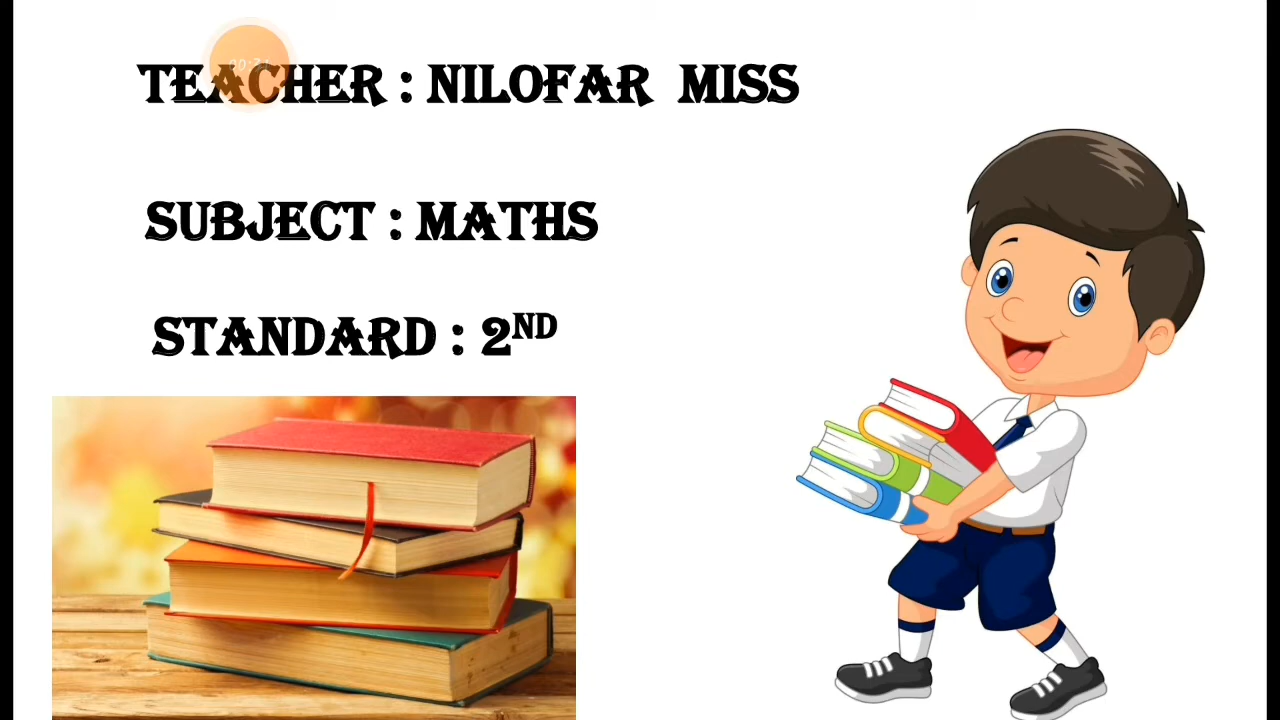 TEACHER : NILOFAR MISS
SUBJECT : MATHS
STANDARD : 2ND